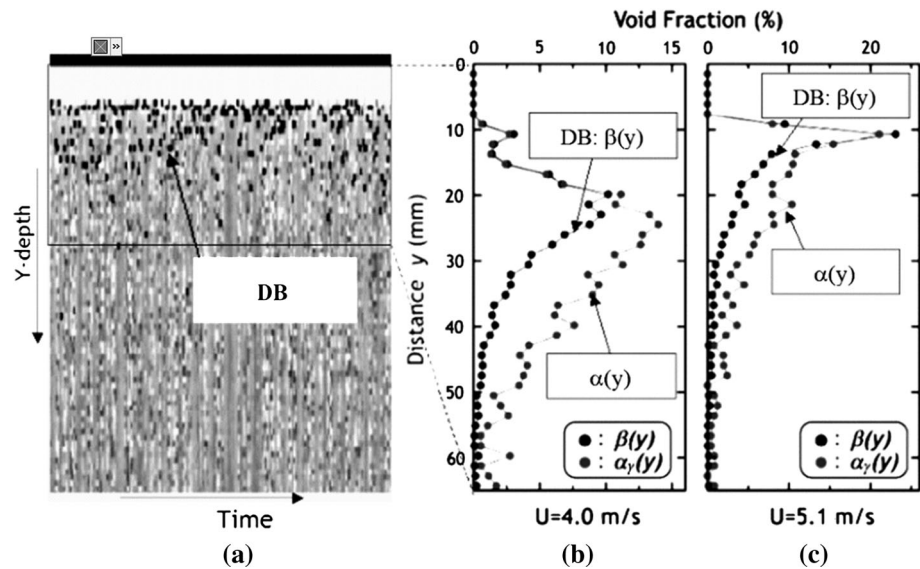 »
Y-depth
DB
Time
(a)
Void Fraction (%)
0 5 10 15
0 10 20
0
10
20
30
40
50
60
Distance y (mm)
DB: β(y)
α(y)
: β(y)
: αγ(y)
U=4.0 m/s
(b)
DB: β(y)
α(y)
: β(y)
: αγ(y)
U=5.1 m/s
(c)